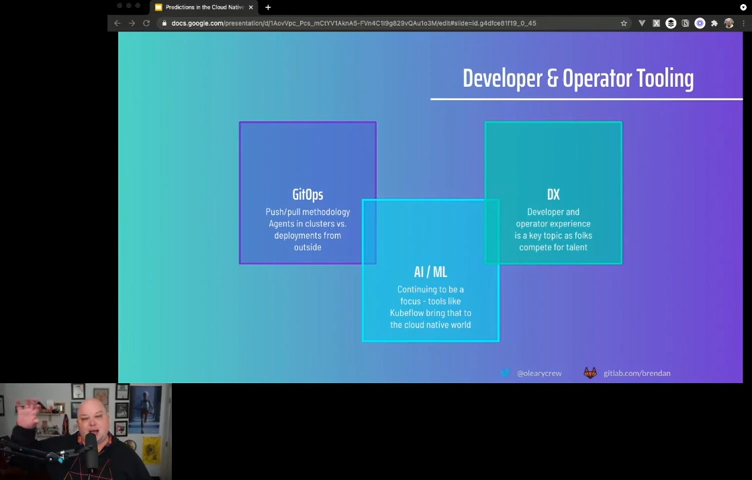 Predictions in the Cloud Native
docs.google.com/presentation/d/1AovVpc_Pcs_mCtYV1AknA5-FVn4C1l9g829vQAu1o3M/edit#slide=id.g4dfce81f19_0_45
Developer & Operator Tooling
GitOps
Push/pull methodology
Agents in clusters vs.
deployments from
outside
DX
Developer and
operator experience
is a key topic as folks
compete for talent
AI / ML
Continuing to be a
focus - tools like
Kubeflow bring that to
the cloud native world
@olearycrew
gitlab.com/brendan